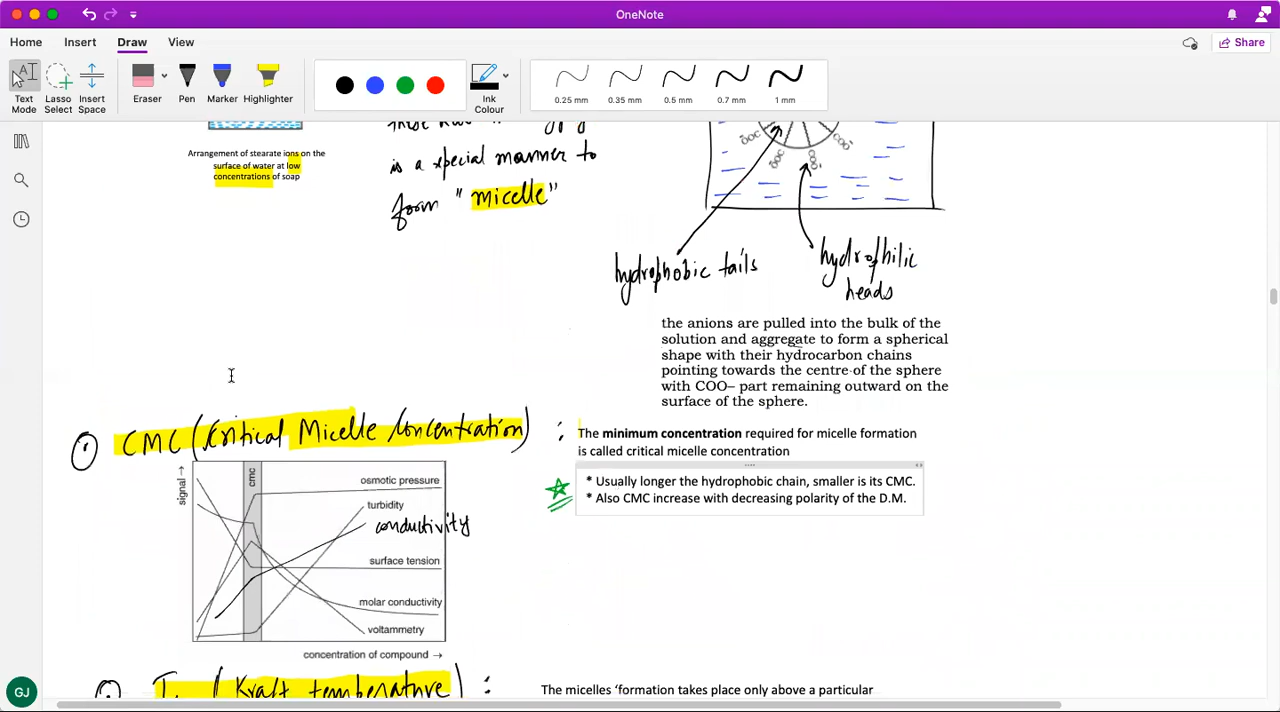 OneNote
Home Insert Draw View
Share
Text Mode
Lasso Select
Insert Space
Eraser
Pen
Marker
Highlighter
Ink Colour
0.25 mm
0.35 mm
0.5 mm
0.7 mm
1 mm
Arrangement of stearate ions on the
surface of water at low
concentrations of soap
is a special manner to
form "micelle"
hydrophobic tails
hydrophilic
heads
the anions are pulled into the bulk of the
solution and aggregate to form a spherical
shape with their hydrocarbon chains
pointing towards the centre of the sphere
with COO– part remaining outward on the
surface of the sphere.
CMC (Critical Micelle Concentration) :
The minimum concentration required for micelle formation
is called critical micelle concentration
* Usually longer the hydrophobic chain, smaller is its CMC.
* Also CMC increase with decreasing polarity of the D.M.
signal →
cmc
osmotic pressure
turbidity
conductivity
surface tension
molar conductivity
voltammetry
concentration of compound →
(Kraft temperature) :
The micelles 'formation takes place only above a particular
GJ